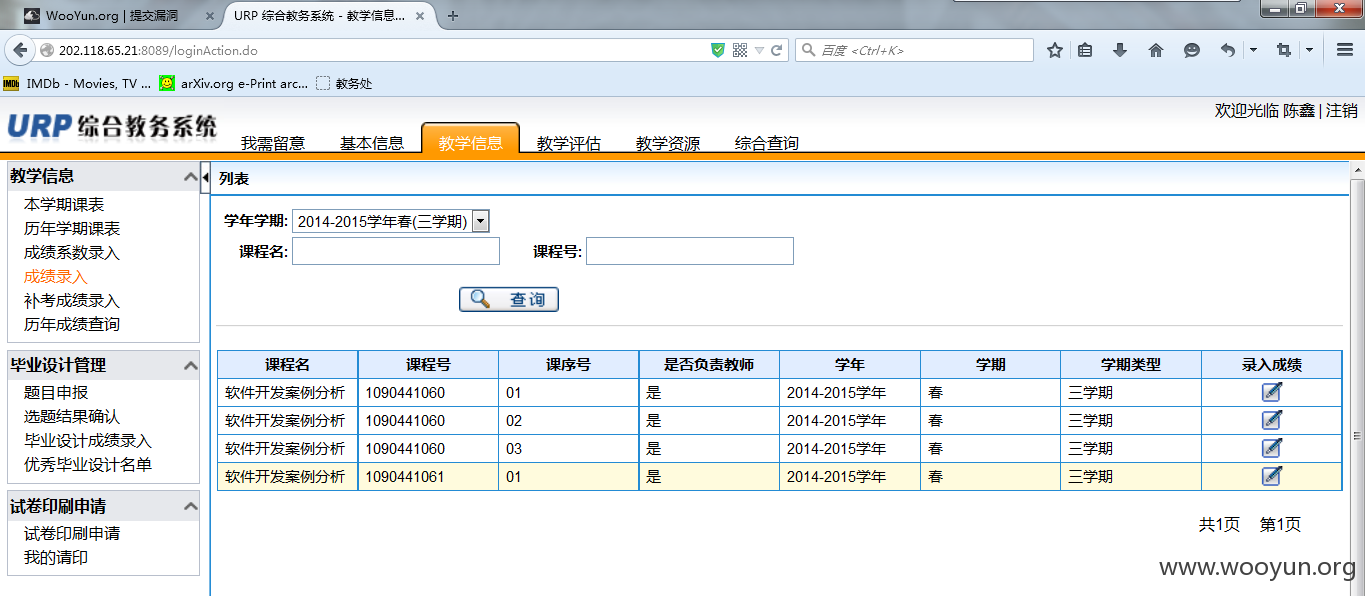 WooYun.org | 提交漏洞 × URP 综合教务系统 - 教学信息... × +
202.118.65.21:8089/loginAction.do 百度 <Ctrl+K>
IMDb IMDb - Movies, TV ... arXiv.org e-Print arc... 教务处
欢迎光临 陈鑫 | 注销
URP 综合教务系统
我需留意 基本信息 教学信息 教学评估 教学资源 综合查询
教学信息
本学期课表
历年学期课表
成绩系数录入
成绩录入
补考成绩录入
历年成绩查询
毕业设计管理
题目申报
选题结果确认
毕业设计成绩录入
优秀毕业设计名单
试卷印刷申请
试卷印刷申请
我的请印
列表
学年学期: 2014-2015学年春(三学期)
课程名: 课程号:
查询
课程名 课程号 课序号 是否负责教师 学年 学期 学期类型 录入成绩
软件开发案例分析 1090441060 01 是 2014-2015学年 春 三学期
软件开发案例分析 1090441060 02 是 2014-2015学年 春 三学期
软件开发案例分析 1090441060 03 是 2014-2015学年 春 三学期
软件开发案例分析 1090441061 01 是 2014-2015学年 春 三学期
共1页 第1页
www.wooyun.org